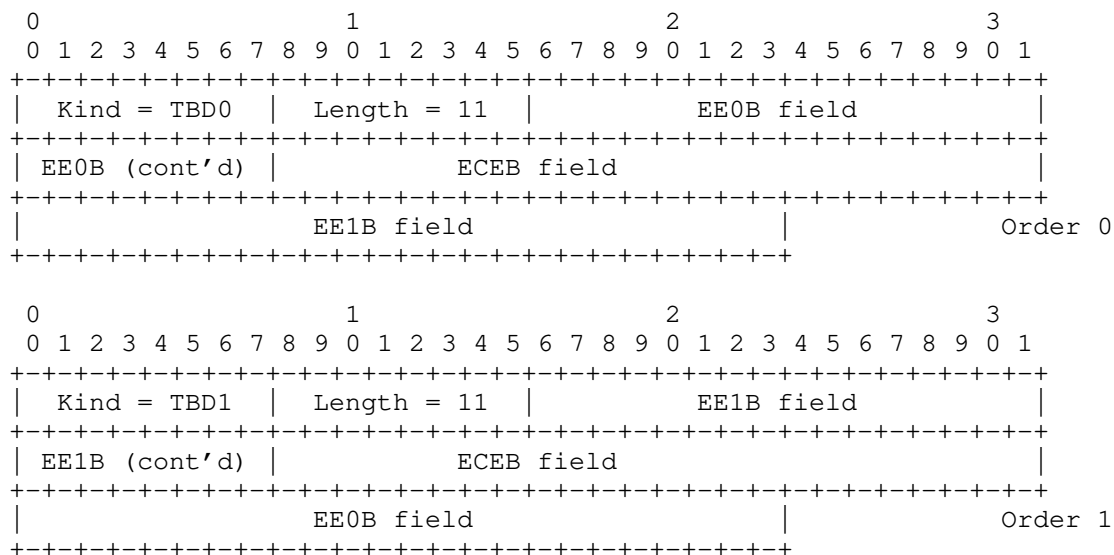 0                   1                   2                   3
 0 1 2 3 4 5 6 7 8 9 0 1 2 3 4 5 6 7 8 9 0 1 2 3 4 5 6 7 8 9 0 1
+-+-+-+-+-+-+-+-+-+-+-+-+-+-+-+-+-+-+-+-+-+-+-+-+-+-+-+-+-+-+-+-+
|  Kind = TBD0  |  Length = 11  |          EE0B field           |
+-+-+-+-+-+-+-+-+-+-+-+-+-+-+-+-+-+-+-+-+-+-+-+-+-+-+-+-+-+-+-+-+
| EE0B (cont’d) |           ECEB field                          |
+-+-+-+-+-+-+-+-+-+-+-+-+-+-+-+-+-+-+-+-+-+-+-+-+-+-+-+-+-+-+-+-+
|                  EE1B field                   |             Order 0
+-+-+-+-+-+-+-+-+-+-+-+-+-+-+-+-+-+-+-+-+-+-+-+-+
 0                   1                   2                   3
 0 1 2 3 4 5 6 7 8 9 0 1 2 3 4 5 6 7 8 9 0 1 2 3 4 5 6 7 8 9 0 1
+-+-+-+-+-+-+-+-+-+-+-+-+-+-+-+-+-+-+-+-+-+-+-+-+-+-+-+-+-+-+-+-+
|  Kind = TBD1  |  Length = 11  |          EE1B field           |
+-+-+-+-+-+-+-+-+-+-+-+-+-+-+-+-+-+-+-+-+-+-+-+-+-+-+-+-+-+-+-+-+
| EE1B (cont’d) |           ECEB field                          |
+-+-+-+-+-+-+-+-+-+-+-+-+-+-+-+-+-+-+-+-+-+-+-+-+-+-+-+-+-+-+-+-+
|                  EE0B field                   |             Order 1
+-+-+-+-+-+-+-+-+-+-+-+-+-+-+-+-+-+-+-+-+-+-+-+-+